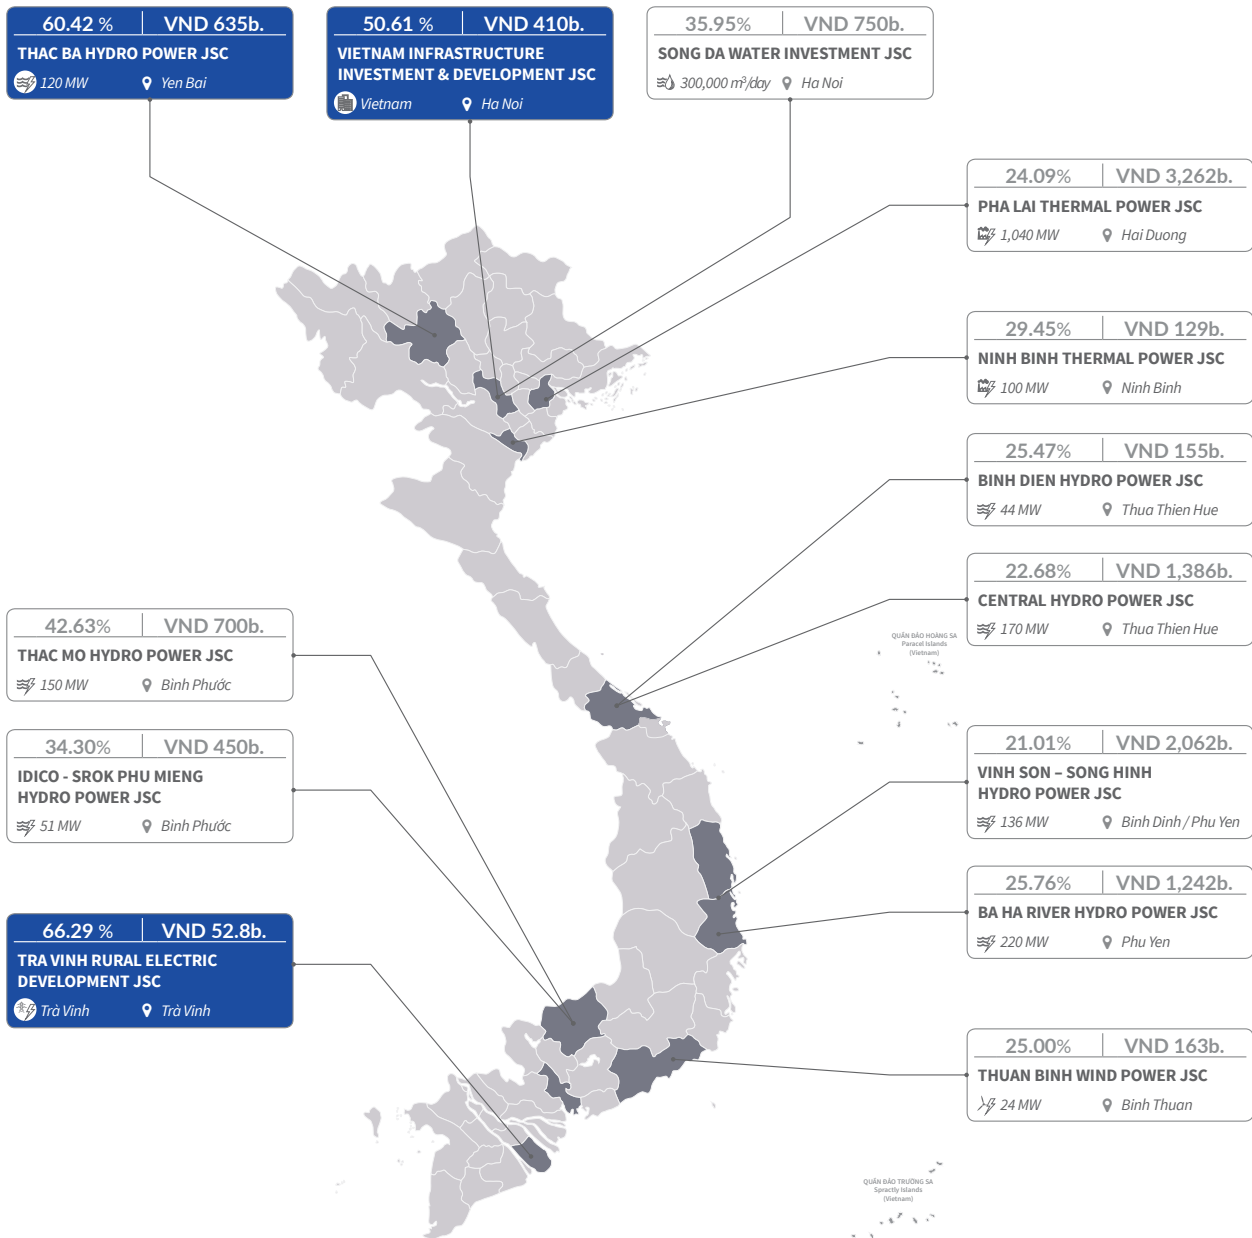 60.42 % VND 635b.
THAC BA HYDRO POWER JSC
120 MW Yen Bai
50.61 % VND 410b.
VIETNAM INFRASTRUCTURE
INVESTMENT & DEVELOPMENT JSC
Vietnam Ha Noi
35.95% VND 750b.
SONG DA WATER INVESTMENT JSC
300,000 m³/day Ha Noi
24.09% VND 3,262b.
PHA LAI THERMAL POWER JSC
1,040 MW Hai Duong
29.45% VND 129b.
NINH BINH THERMAL POWER JSC
100 MW Ninh Binh
25.47% VND 155b.
BINH DIEN HYDRO POWER JSC
44 MW Thua Thien Hue
22.68% VND 1,386b.
CENTRAL HYDRO POWER JSC
170 MW Thua Thien Hue
QUẦN ĐẢO HOÀNG SA
Paracel Islands
(Vietnam)
42.63% VND 700b.
THAC MO HYDRO POWER JSC
150 MW Bình Phước
34.30% VND 450b.
IDICO - SROK PHU MIENG
HYDRO POWER JSC
51 MW Bình Phước
21.01% VND 2,062b.
VINH SON – SONG HINH
HYDRO POWER JSC
136 MW Binh Dinh / Phu Yen
25.76% VND 1,242b.
BA HA RIVER HYDRO POWER JSC
220 MW Phu Yen
66.29 % VND 52.8b.
TRA VINH RURAL ELECTRIC
DEVELOPMENT JSC
Trà Vinh Trà Vinh
25.00% VND 163b.
THUAN BINH WIND POWER JSC
24 MW Binh Thuan
QUẦN ĐẢO TRƯỜNG SA
Spractly Islands
(Vietnam)